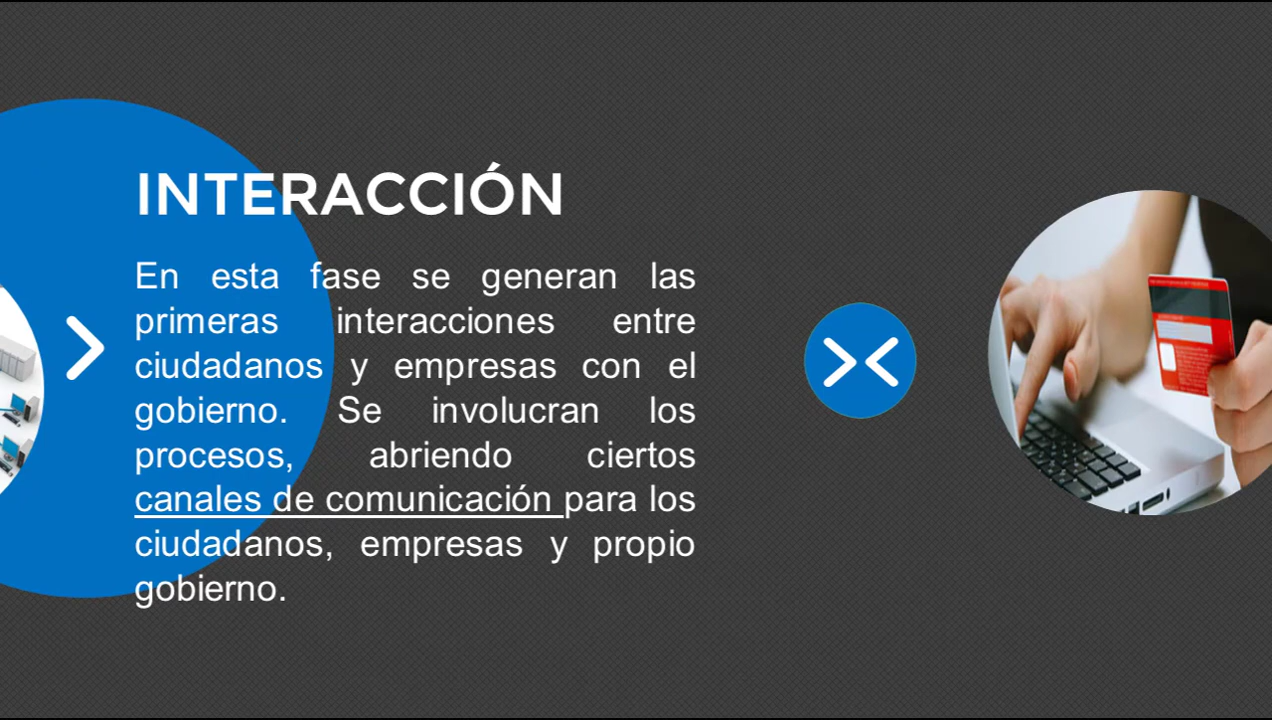 INTERACCIÓN
En esta fase se generan las
primeras interacciones entre
ciudadanos y empresas con el
gobierno. Se involucran los
procesos, abriendo ciertos
canales de comunicación para los
ciudadanos, empresas y propio
gobierno.